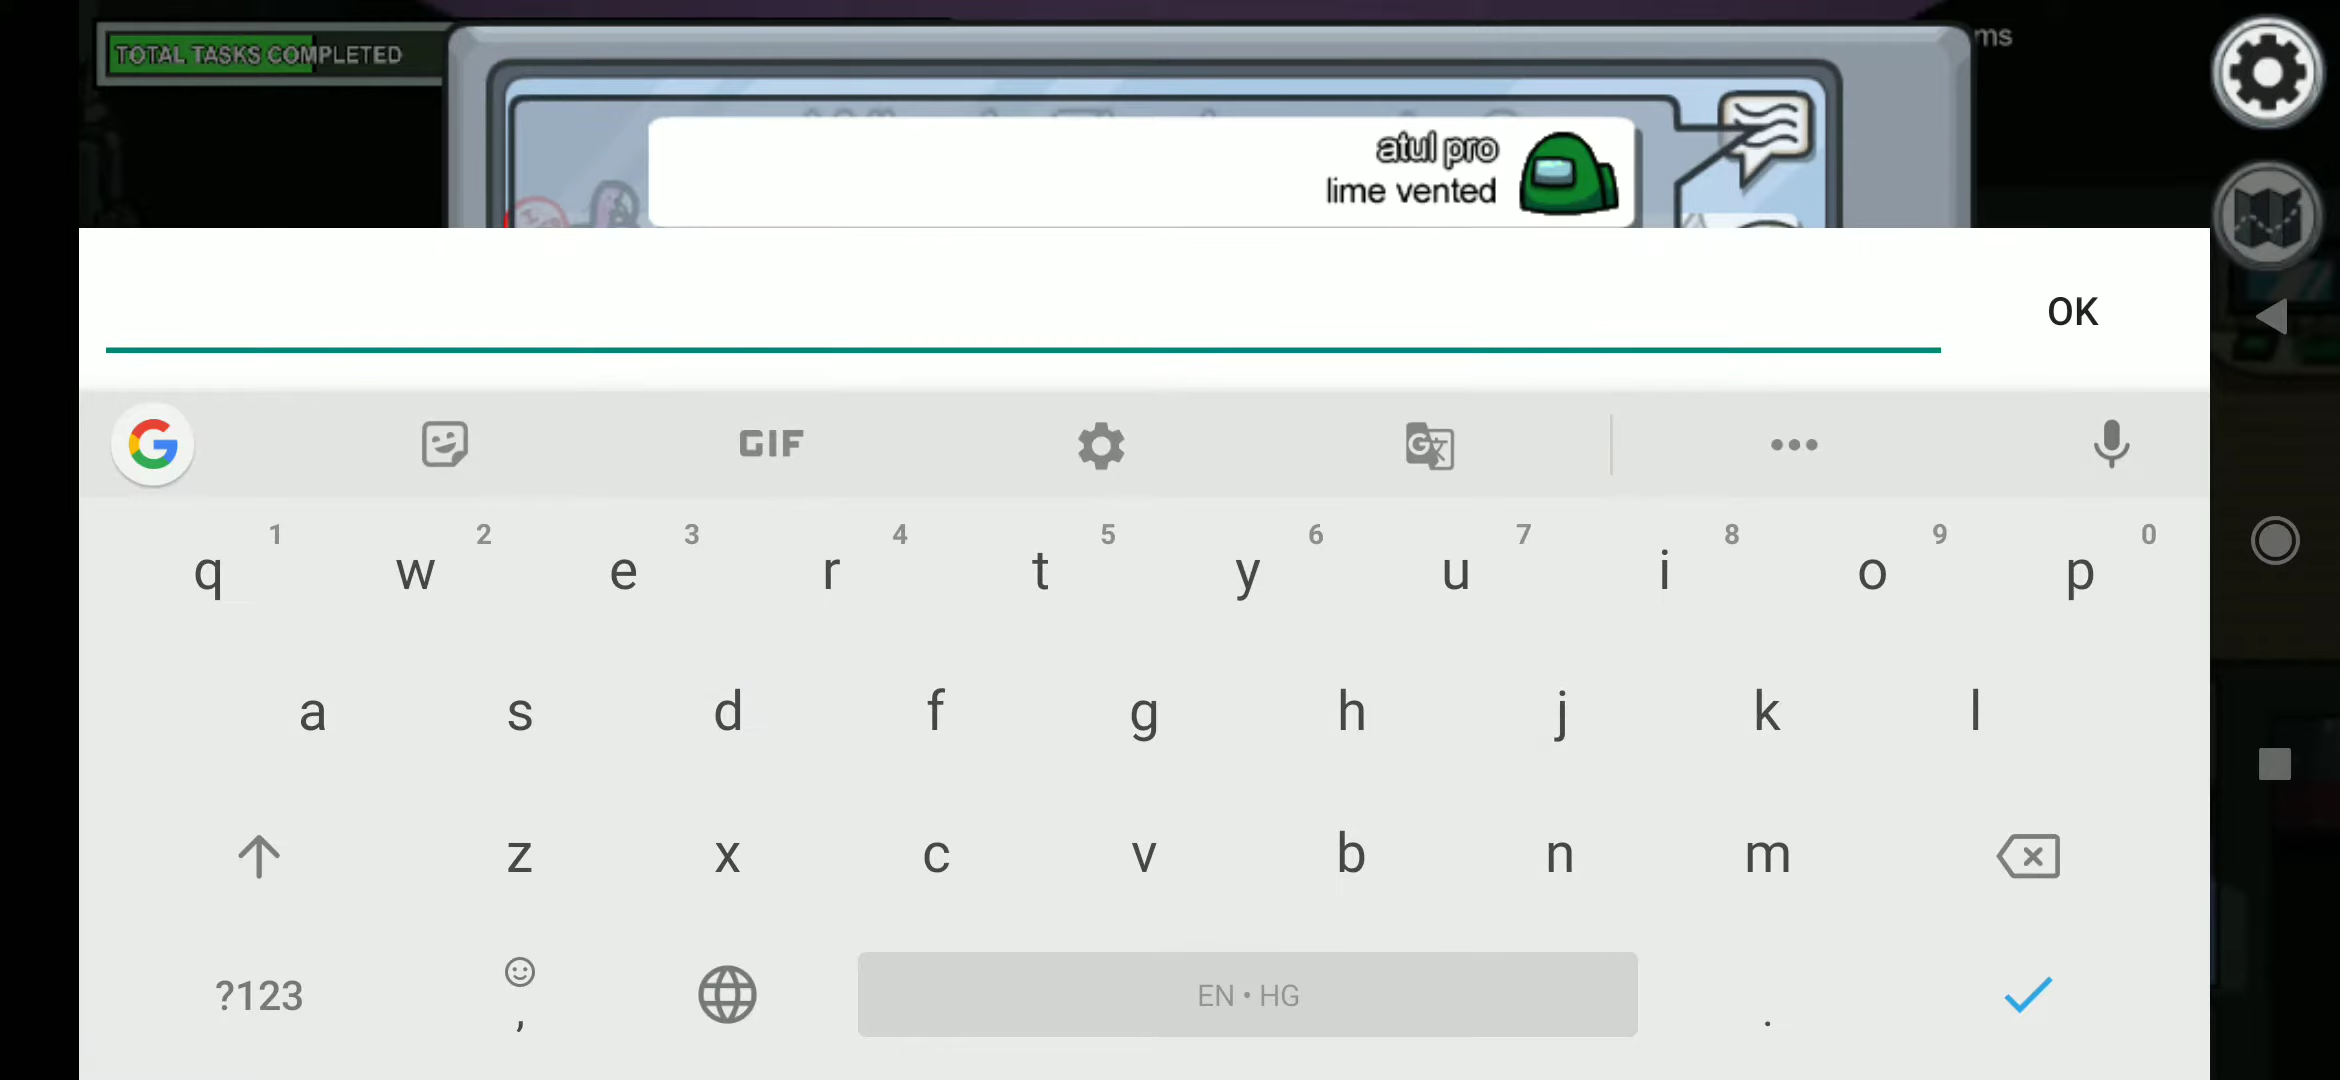 TOTAL TASKS COMPLETED
ms
atul pro
lime vented
OK
GIF
1 2 3 4 5 6 7 8 9 0
q w e r t y u i o p
a s d f g h j k l
z x c v b n m
?123 , EN • HG .